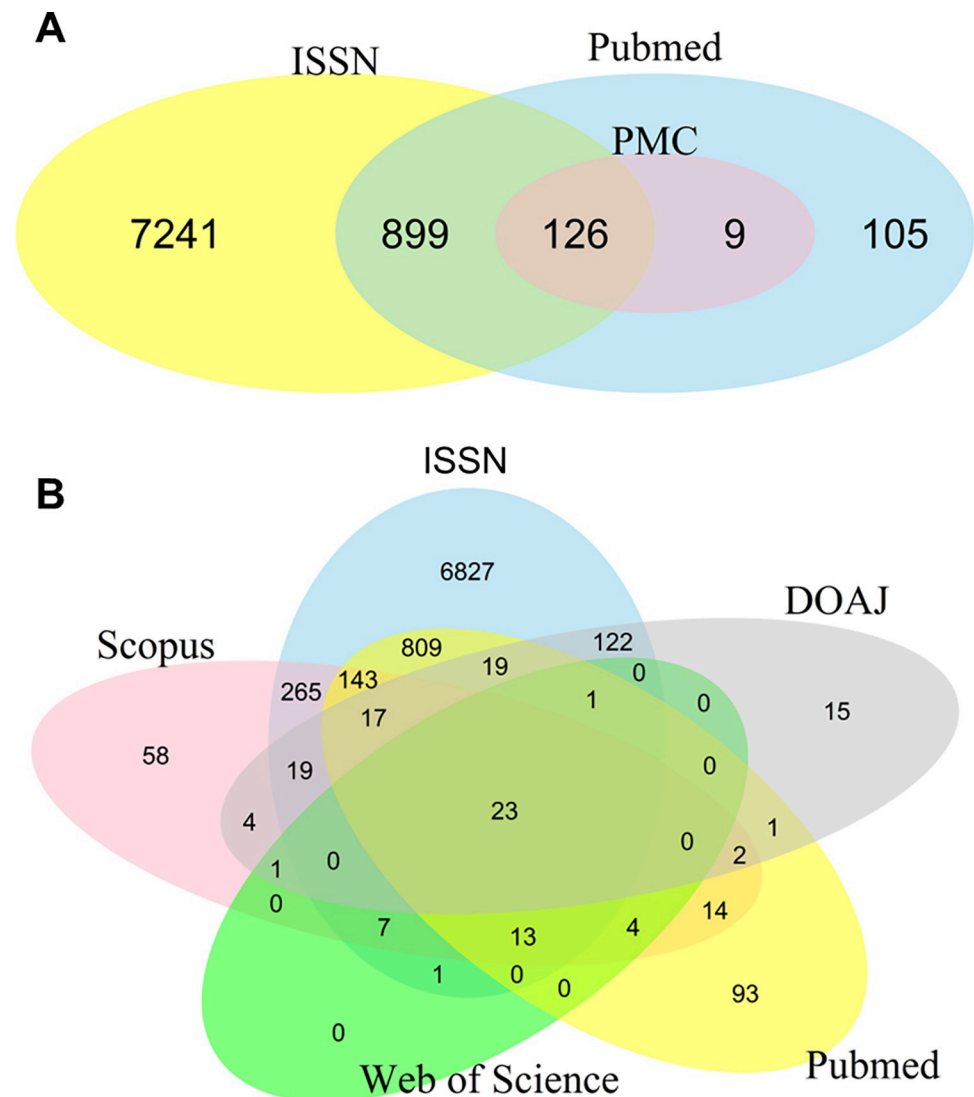 A
ISSN
Pubmed
PMC
7241 899 126 9 105
B
ISSN
6827
DOAJ
Scopus
809 19 122
0
265 143 1 0
17 15
58 19 0
4 23
0 1 2
1 0
0 14
7 13 4
1 0 0 93
0
Web of Science
Pubmed